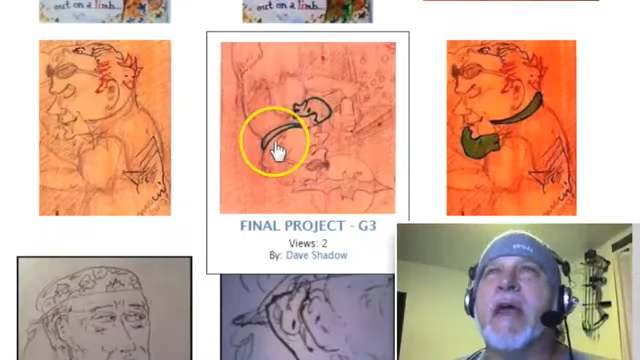 out on a limb...
out on a limb...
FINAL PROJECT - G3
Views: 2
By: Dave Shadow